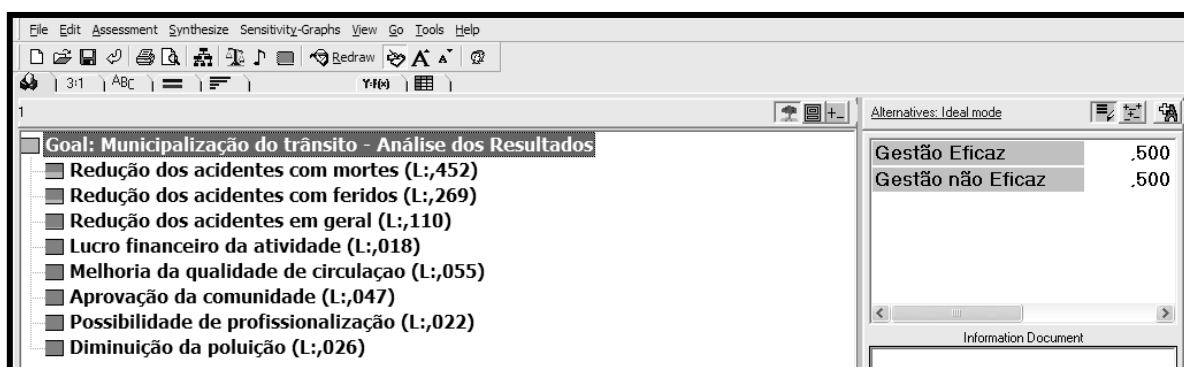 File Edit Assessment Synthesize Sensitivity-Graphs View Go Tools Help
Redraw A A
3:1 ABC Y:F(x)
1
Alternatives: Ideal mode
Goal: Municipalização do trânsito - Análise dos Resultados
Redução dos acidentes com mortes (L:,452)
Redução dos acidentes com feridos (L:,269)
Redução dos acidentes em geral (L:,110)
Lucro financeiro da atividade (L:,018)
Melhoria da qualidade de circulaçao (L:,055)
Aprovação da comunidade (L:,047)
Possibilidade de profissionalização (L:,022)
Diminuição da poluição (L:,026)
Gestão Eficaz ,500
Gestão não Eficaz ,500
Information Document